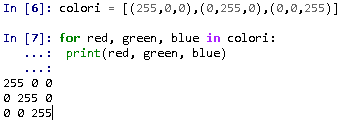 In [6]: colori = [(255,0,0),(0,255,0),(0,0,255)]
In [7]: for red, green, blue in colori:
...: print(red, green, blue)
...:
255 0 0
0 255 0
0 0 255